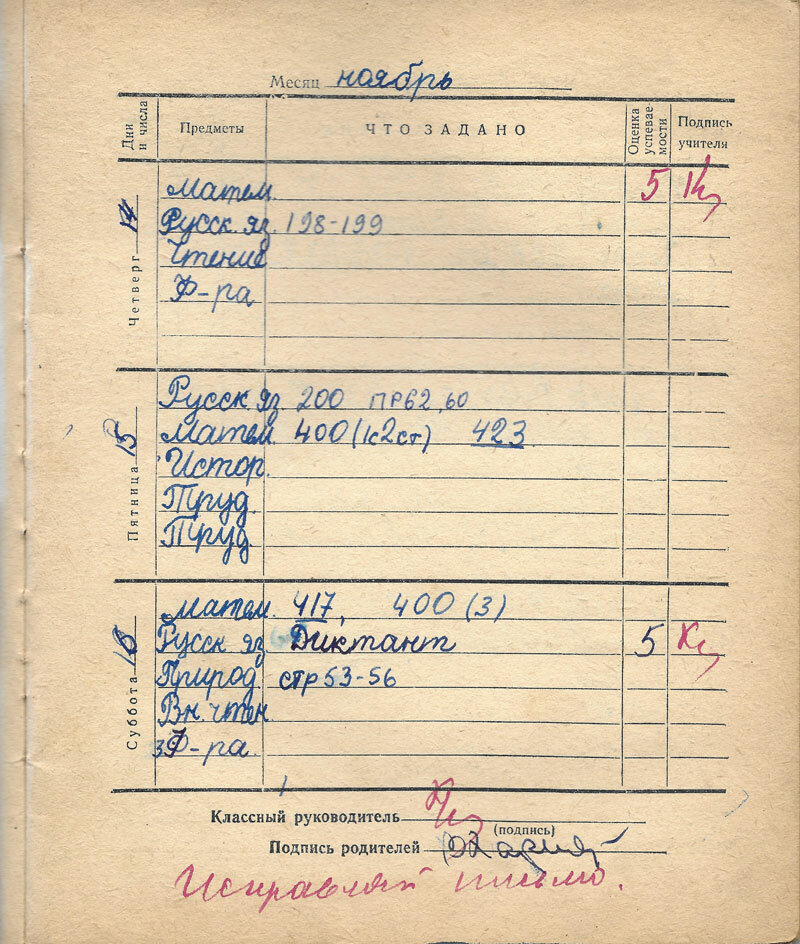 Месяц ноябрь
Дни и числа Предметы ЧТО ЗАДАНО Оценка успеваемости Подпись учителя
Четверг 14
Матем. 5
Русск. яз. 198-199
Чтение
Ф-ра
Пятница 15
Русск. яз. 200 ПР62,60
Матем. 400 (1с2ст) 423
Истор.
Труд.
Труд.
Суббота 16
Матем. 417, 400 (3)
Русск яз Диктант 5
Природ. стр 53-56
Вн. чтен
Ф-ра.
Классный руководитель
(подпись)
Подпись родителей
Исправляй письмо.